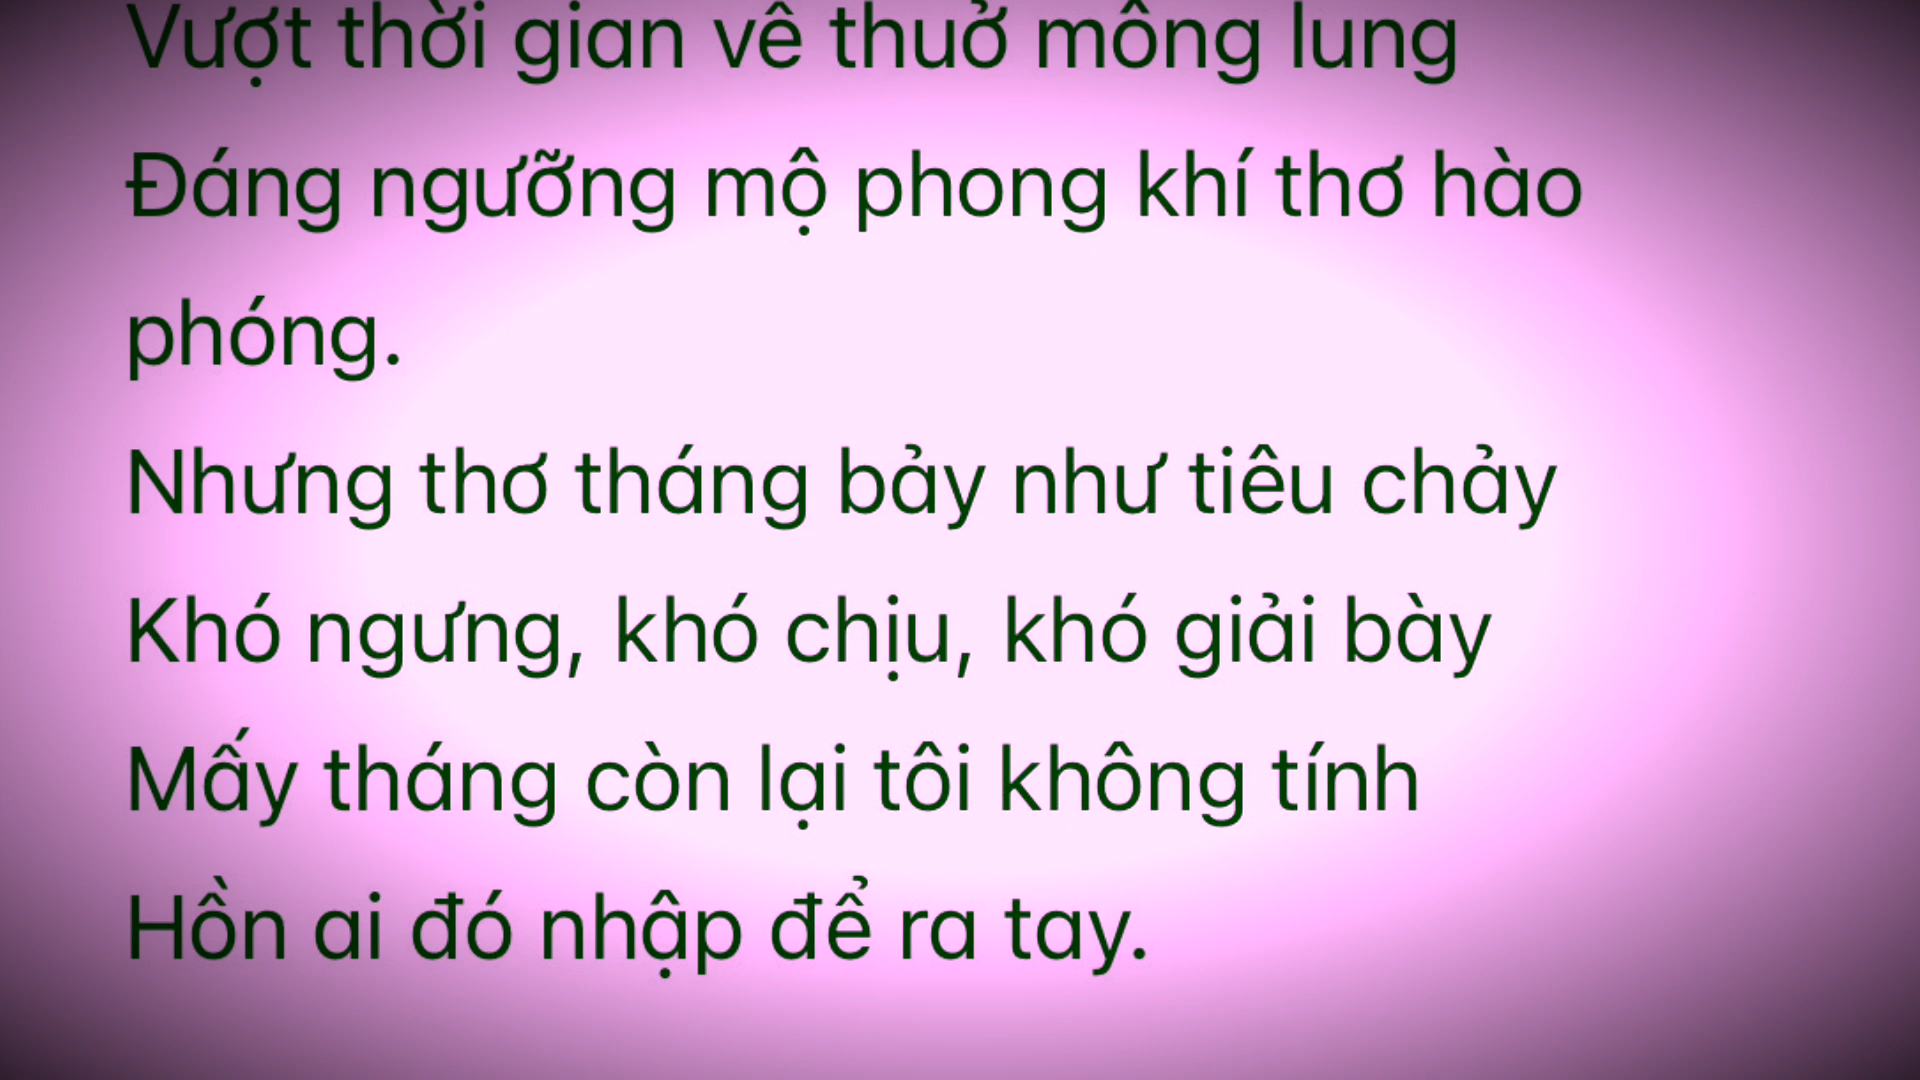 Vượt thời gian về thuở mông lung
Đáng ngưỡng mộ phong khí thơ hào
phóng.
Nhưng thơ tháng bảy như tiêu chảy
Khó ngưng, khó chịu, khó giải bày
Mấy tháng còn lại tôi không tính
Hồn ai đó nhập để ra tay.